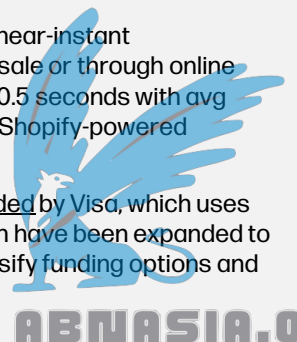 near-instant
sale or through online
0.5 seconds with avg
Shopify-powered
ded by Visa, which uses
n have been expanded to
sify funding options and
ABNASIA.O